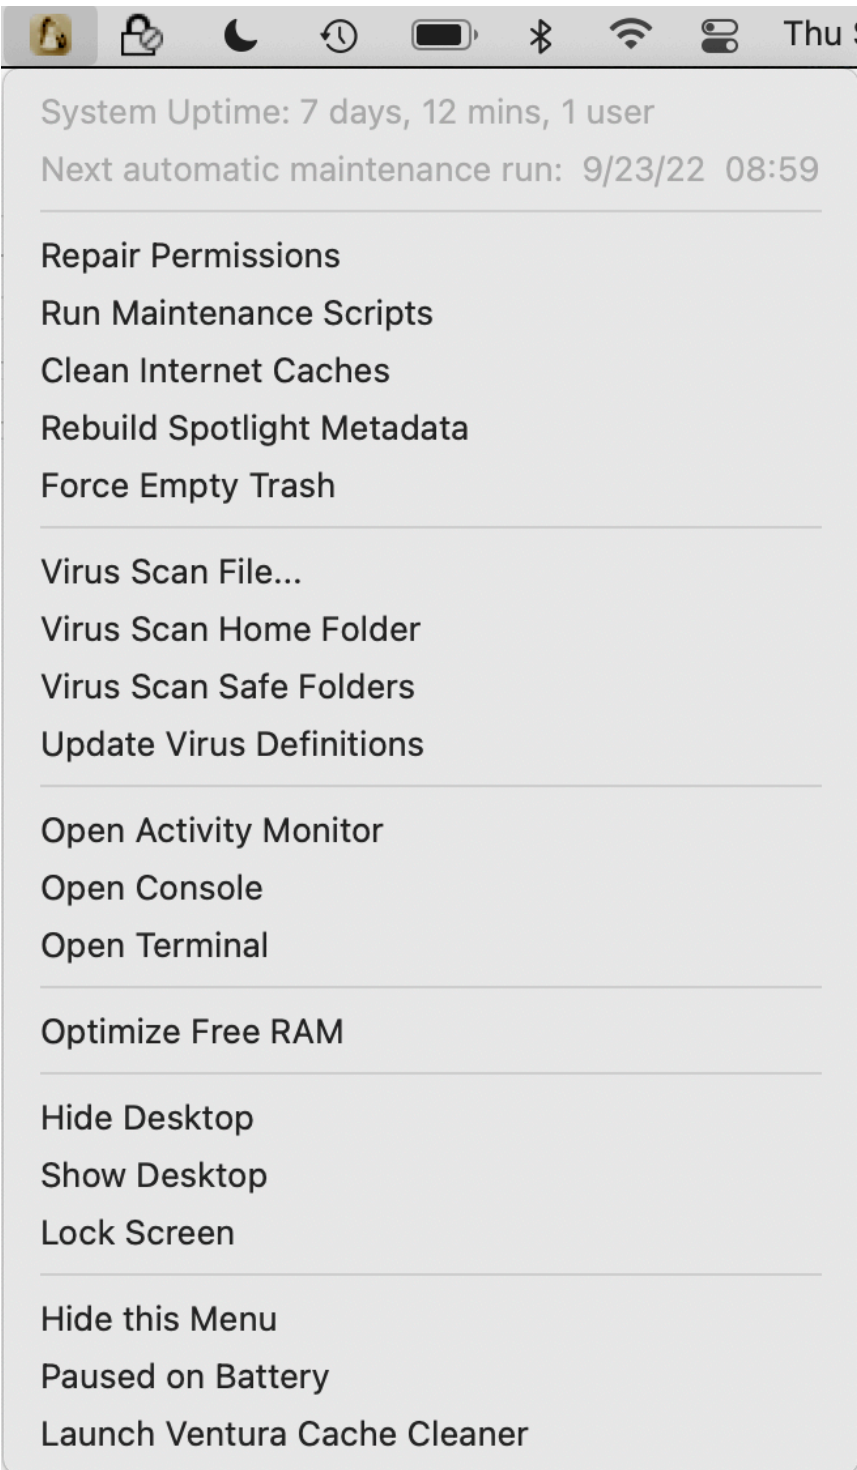 Thu
System Uptime: 7 days, 12 mins, 1 user
Next automatic maintenance run:  9/23/22  08:59
Repair Permissions
Run Maintenance Scripts
Clean Internet Caches
Rebuild Spotlight Metadata
Force Empty Trash
Virus Scan File...
Virus Scan Home Folder
Virus Scan Safe Folders
Update Virus Definitions
Open Activity Monitor
Open Console
Open Terminal
Optimize Free RAM
Hide Desktop
Show Desktop
Lock Screen
Hide this Menu
Paused on Battery
Launch Ventura Cache Cleaner